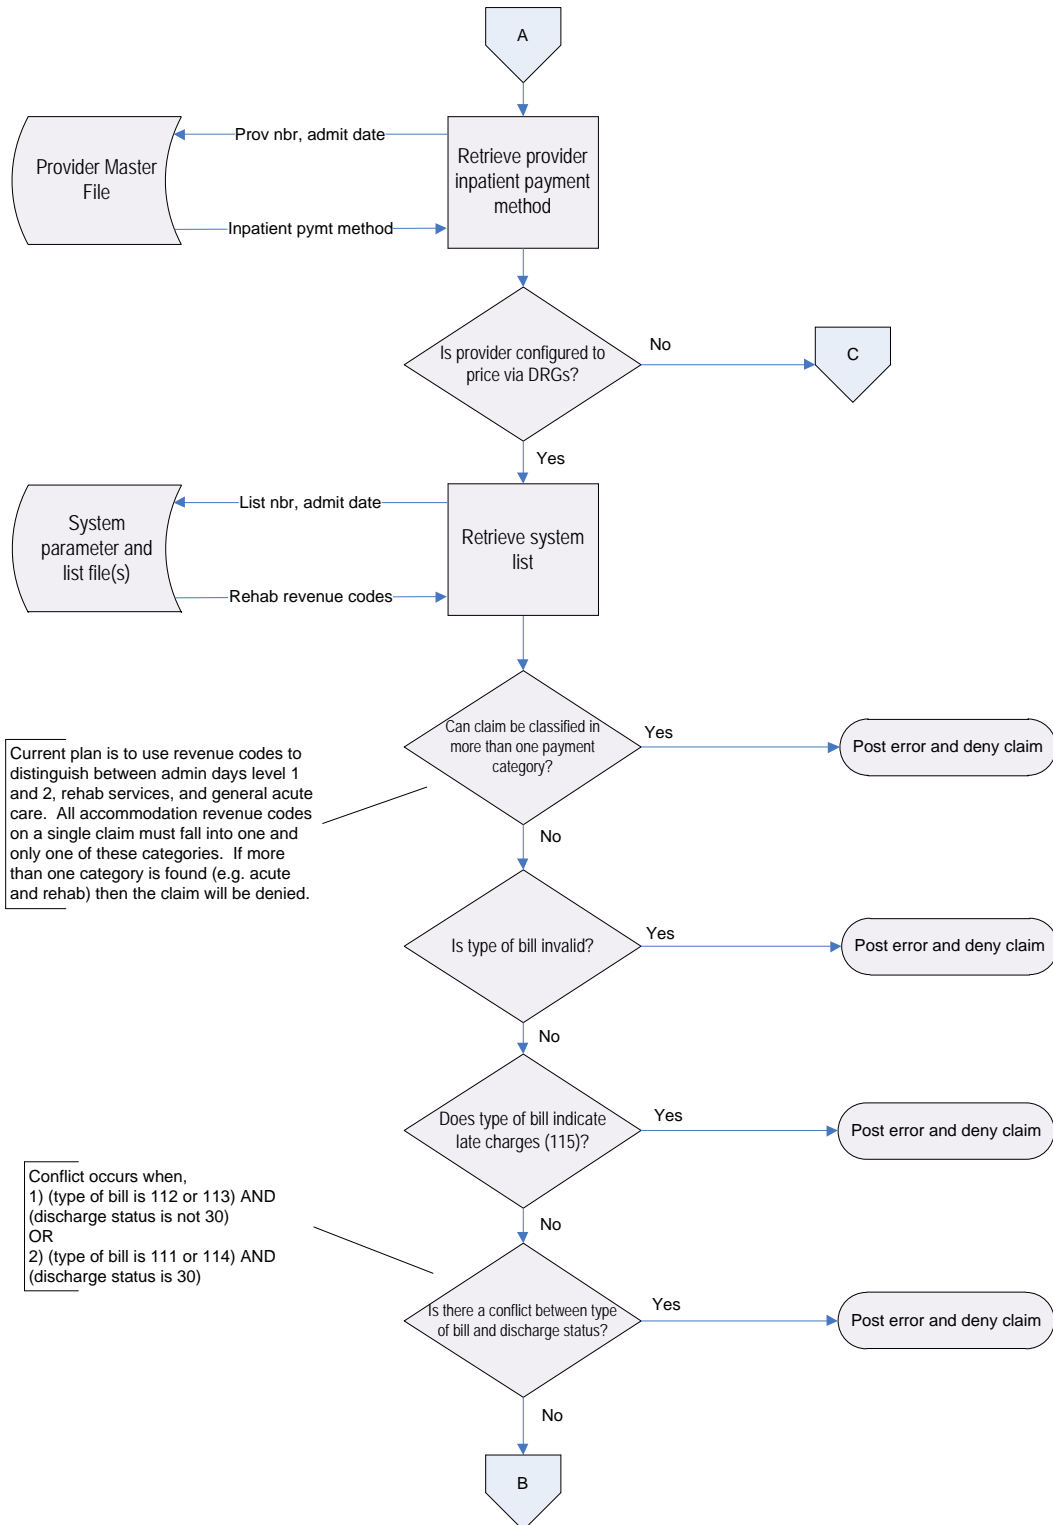 A
Prov nbr, admit date
Provider Master
File
Retrieve provider
inpatient payment
method
Inpatient pymt method
Is provider configured to
price via DRGs?
No
C
Yes
List nbr, admit date
System
parameter and
list file(s)
Retrieve system
list
Rehab revenue codes
Can claim be classified in
more than one payment
category?
Yes
Post error and deny claim
Current plan is to use revenue codes to
distinguish between admin days level 1
and 2, rehab services, and general acute
care.  All accommodation revenue codes
on a single claim must fall into one and
only one of these categories.  If more
than one category is found (e.g. acute
and rehab) then the claim will be denied.
No
Is type of bill invalid?
Yes
Post error and deny claim
No
Does type of bill indicate
late charges (115)?
Yes
Post error and deny claim
Conflict occurs when,
1) (type of bill is 112 or 113) AND
(discharge status is not 30)
OR
2) (type of bill is 111 or 114) AND
(discharge status is 30)
No
Is there a conflict between type
of bill and discharge status?
Yes
Post error and deny claim
No
B